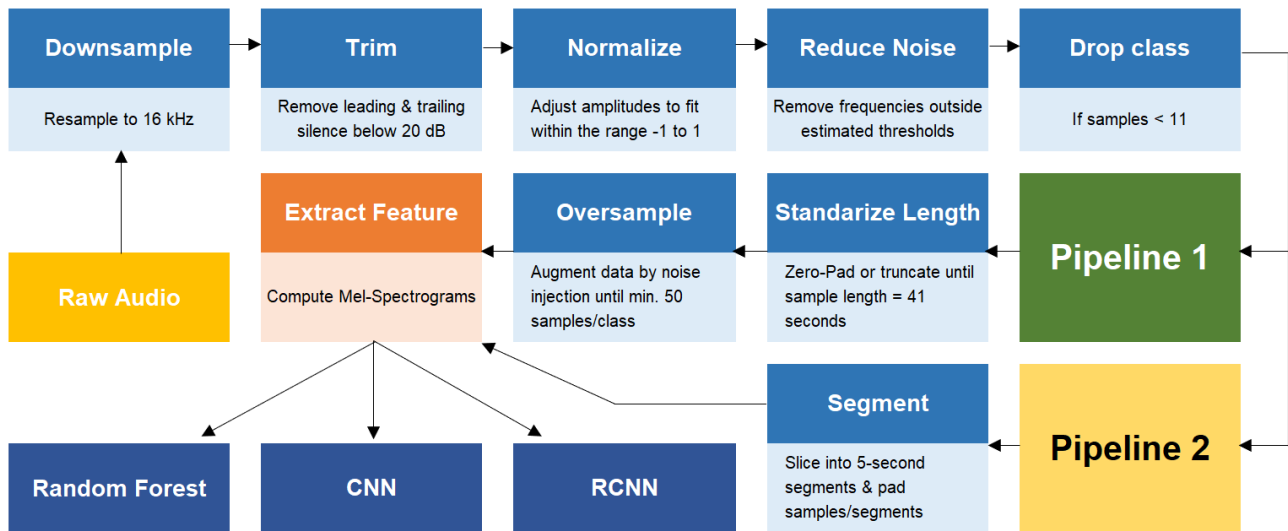 Downsample
Resample to 16 kHz
Trim
Remove leading & trailing
silence below 20 dB
Normalize
Adjust amplitudes to fit
within the range -1 to 1
Reduce Noise
Remove frequencies outside
estimated thresholds
Drop class
If samples < 11
Raw Audio
Extract Feature
Compute Mel-Spectrograms
Oversample
Augment data by noise
injection until min. 50
samples/class
Standarize Length
Zero-Pad or truncate until
sample length = 41
seconds
Pipeline 1
Random Forest
CNN
RCNN
Segment
Slice into 5-second
segments & pad
samples/segments
Pipeline 2